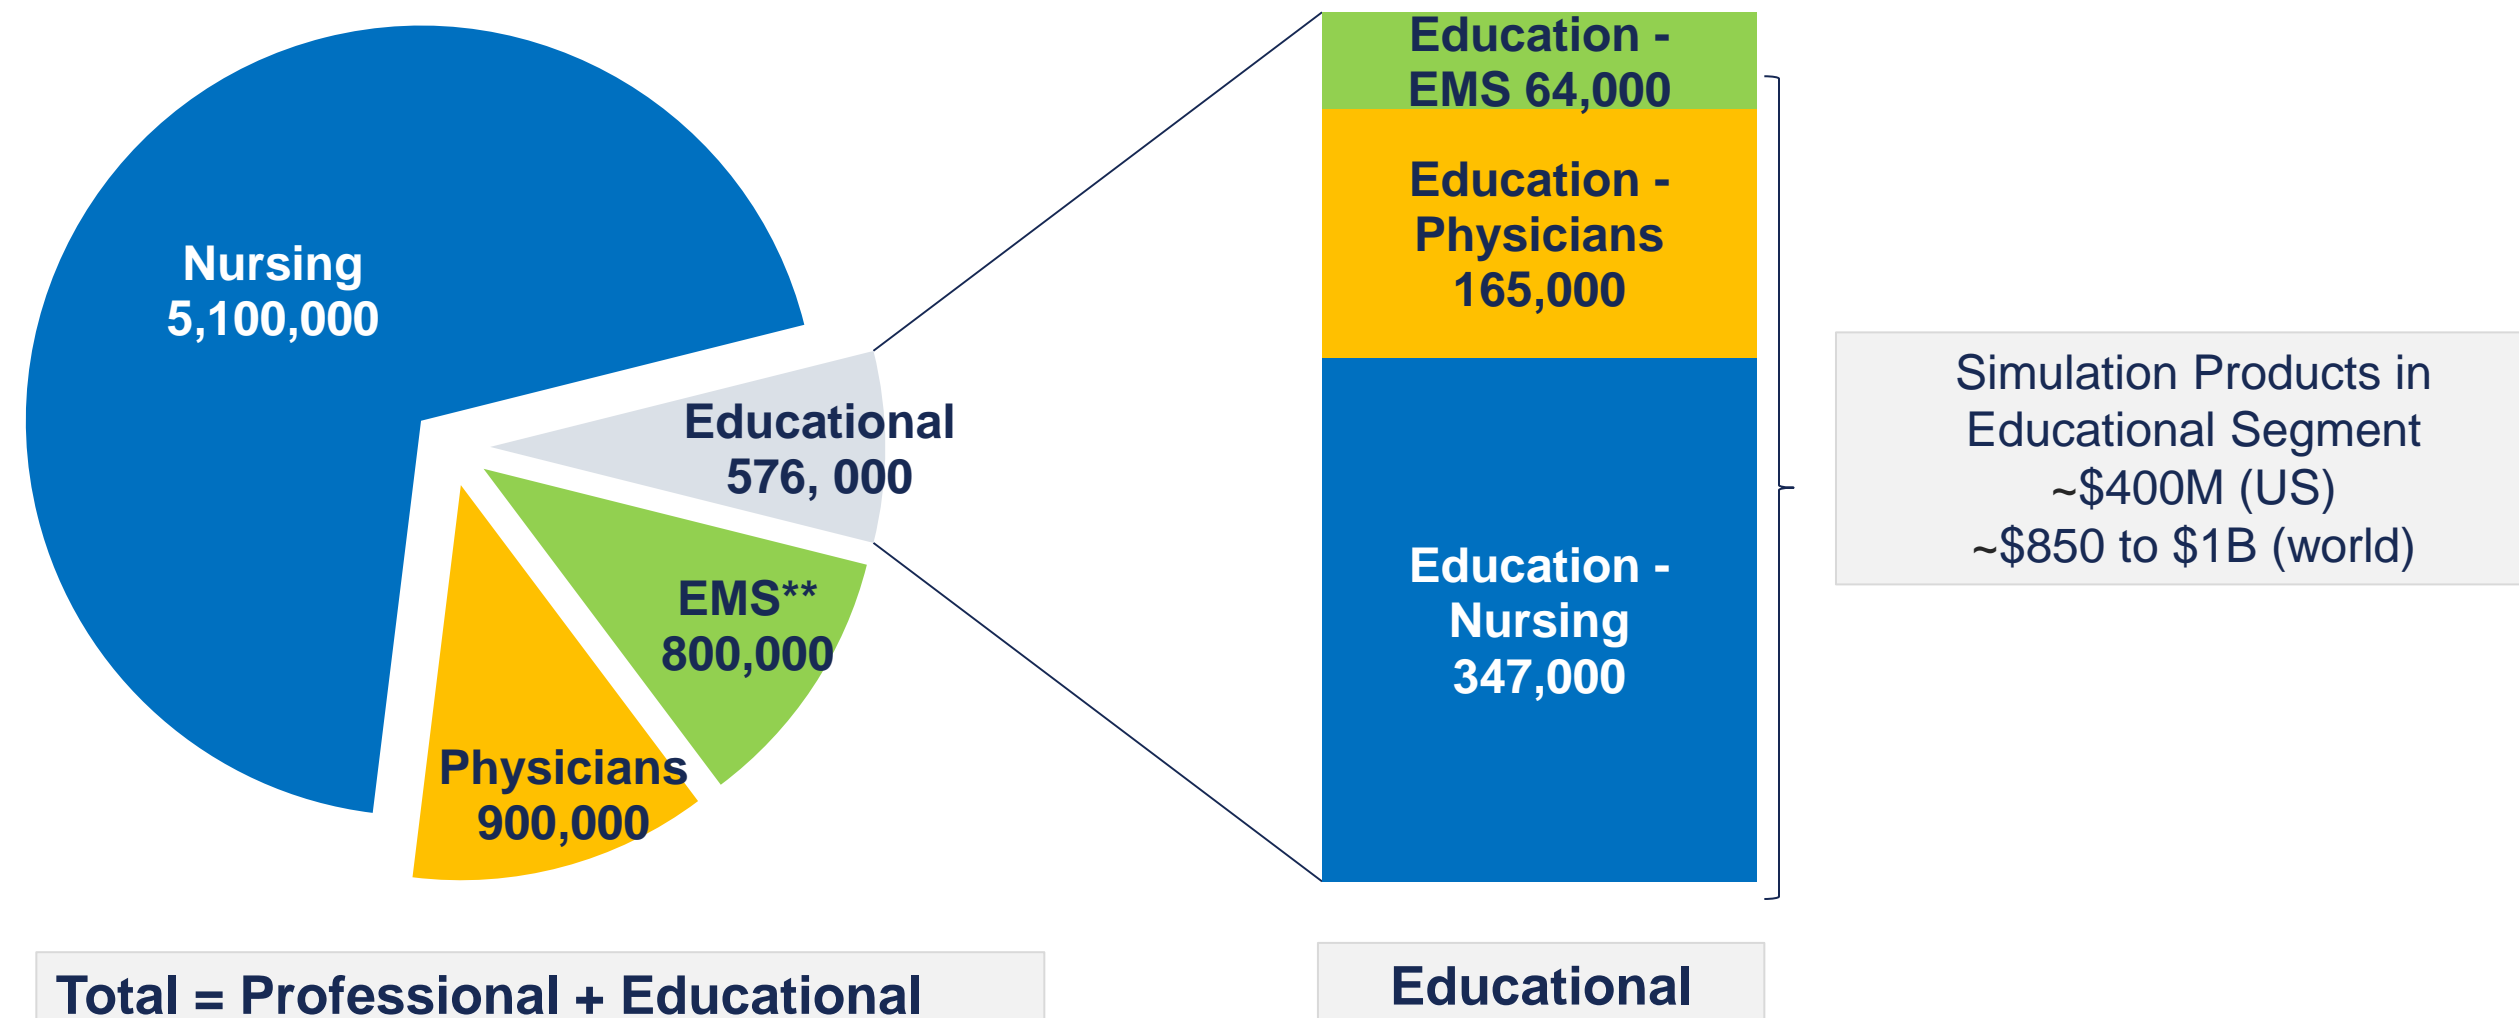 Nursing
5,100,000
Educational
576, 000
EMS**
800,000
Physicians
900,000
Total = Professional + Educational
Education -
EMS 64,000
Education -
Physicians
165,000
Education -
Nursing
347,000
Educational
Simulation Products in
Educational Segment
~$400M (US)
~$850 to $1B (world)